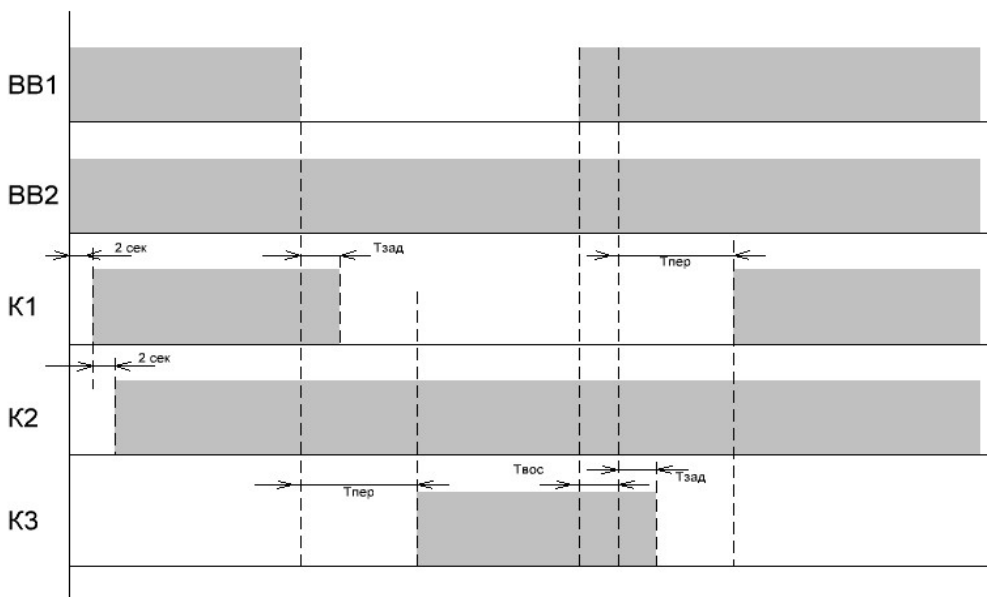 ВВ1
ВВ2
2 сек
Тзад
Тпер
К1
2 сек
К2
Твос
Тзад
Тпер
К3